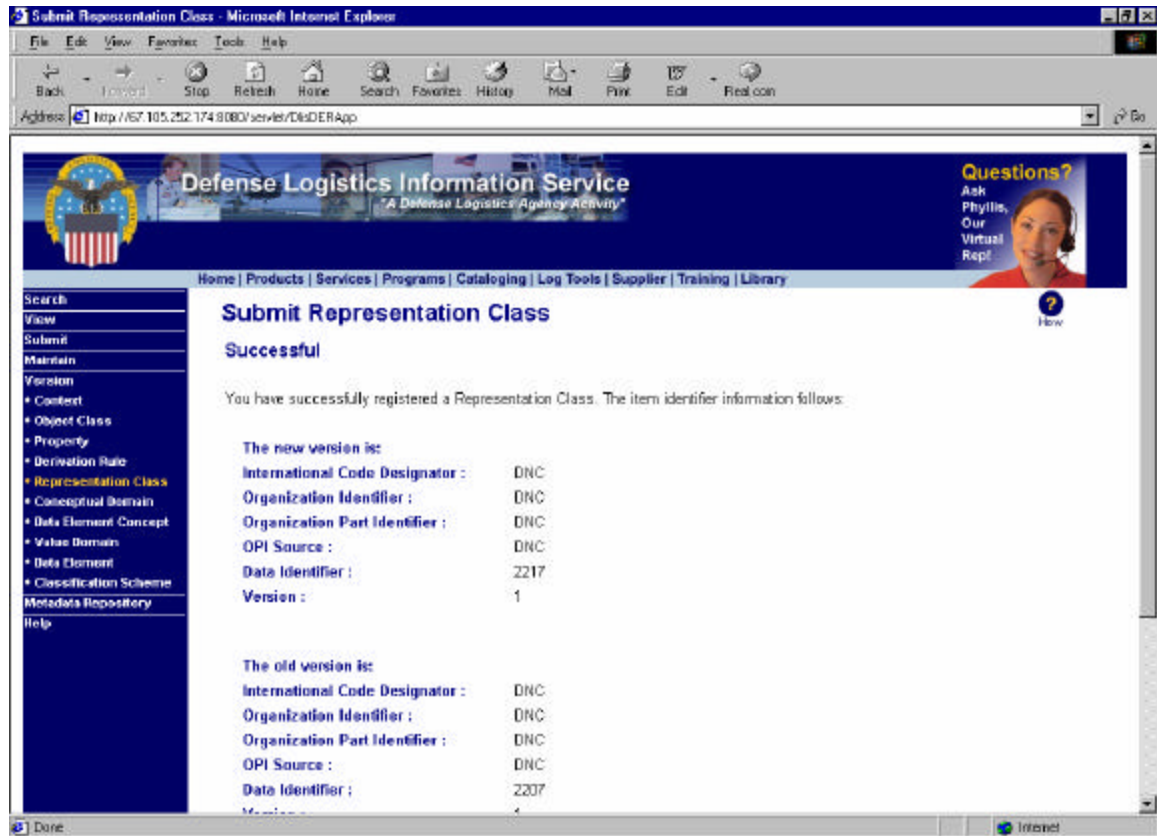 Submit Representation Class - Microsoft Internet Explorer
File Edit View Favorites Tools Help
Back Forward Stop Refresh Home Search Favorites History Mail Print Edit Real.com
Address http://67.105.252.174:8080/servlet/DlisDERApp Go
Defense Logistics Information Service
"A Defense Logistics Agency Activity"
Questions?
Ask
Phyllis,
Our
Virtual
Rep!
Home | Products | Services | Programs | Cataloging | Log Tools | Supplier | Training | Library
Search
View
Submit
Maintain
Version
• Context
• Object Class
• Property
• Derivation Rule
• Representation Class
• Conceptual Domain
• Data Element Concept
• Value Domain
• Data Element
• Classification Scheme
Metadata Repository
Help
Submit Representation Class
?
How
Successful
You have successfully registered a Representation Class. The item identifier information follows:
The new version is:
International Code Designator : DNC
Organization Identifier : DNC
Organization Part Identifier : DNC
OPI Source : DNC
Data Identifier : 2217
Version : 1
The old version is:
International Code Designator : DNC
Organization Identifier : DNC
Organization Part Identifier : DNC
OPI Source : DNC
Data Identifier : 2207
Done Internet